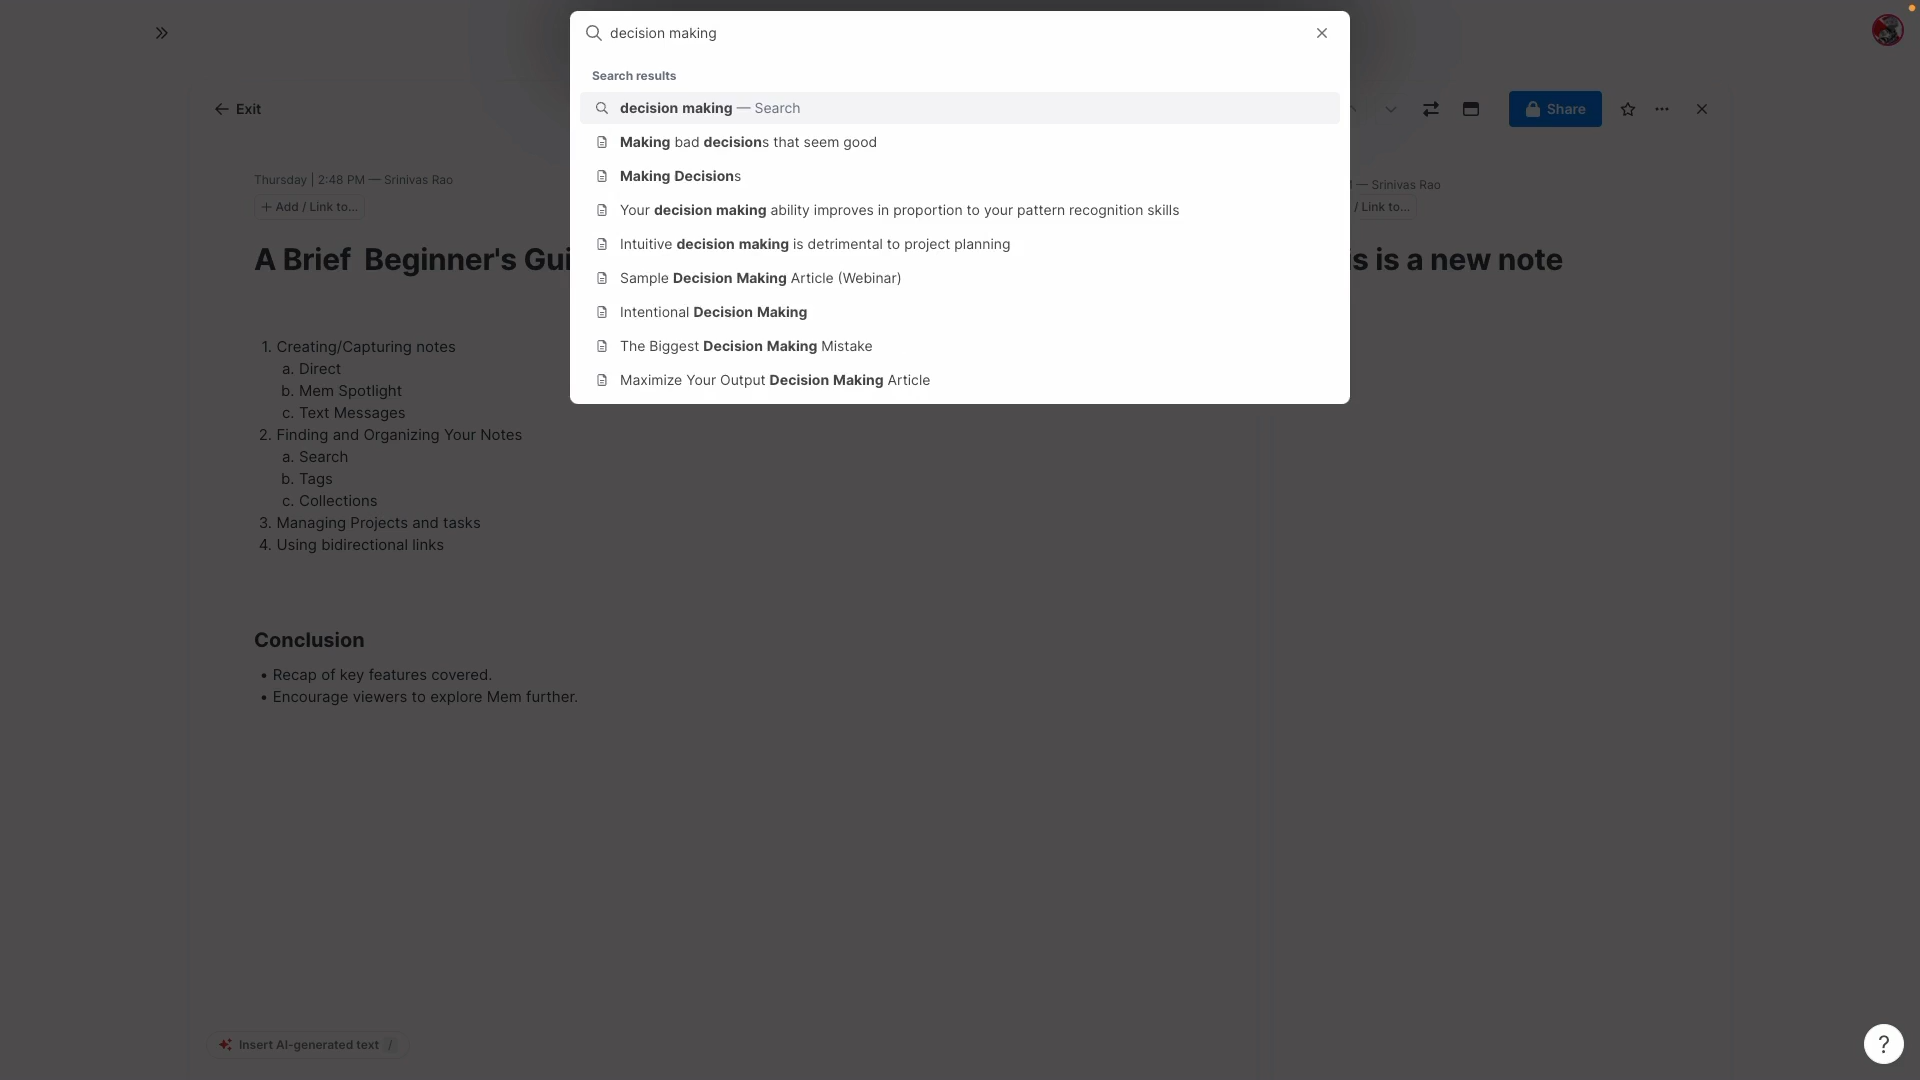 decision making
Search results
decision making — Search
Making bad decisions that seem good
Making Decisions
Your decision making ability improves in proportion to your pattern recognition skills
Intuitive decision making is detrimental to project planning
Sample Decision Making Article (Webinar)
Intentional Decision Making
The Biggest Decision Making Mistake
Maximize Your Output Decision Making Article
Exit
Share
Thursday | 2:48 PM — Srinivas Rao
+ Add / Link to...
A Brief Beginner's Gui
1. Creating/Capturing notes
a. Direct
b. Mem Spotlight
c. Text Messages
2. Finding and Organizing Your Notes
a. Search
b. Tags
c. Collections
3. Managing Projects and tasks
4. Using bidirectional links
Conclusion
• Recap of key features covered.
• Encourage viewers to explore Mem further.
— Srinivas Rao
/ Link to...
s is a new note
Insert AI-generated text /
?